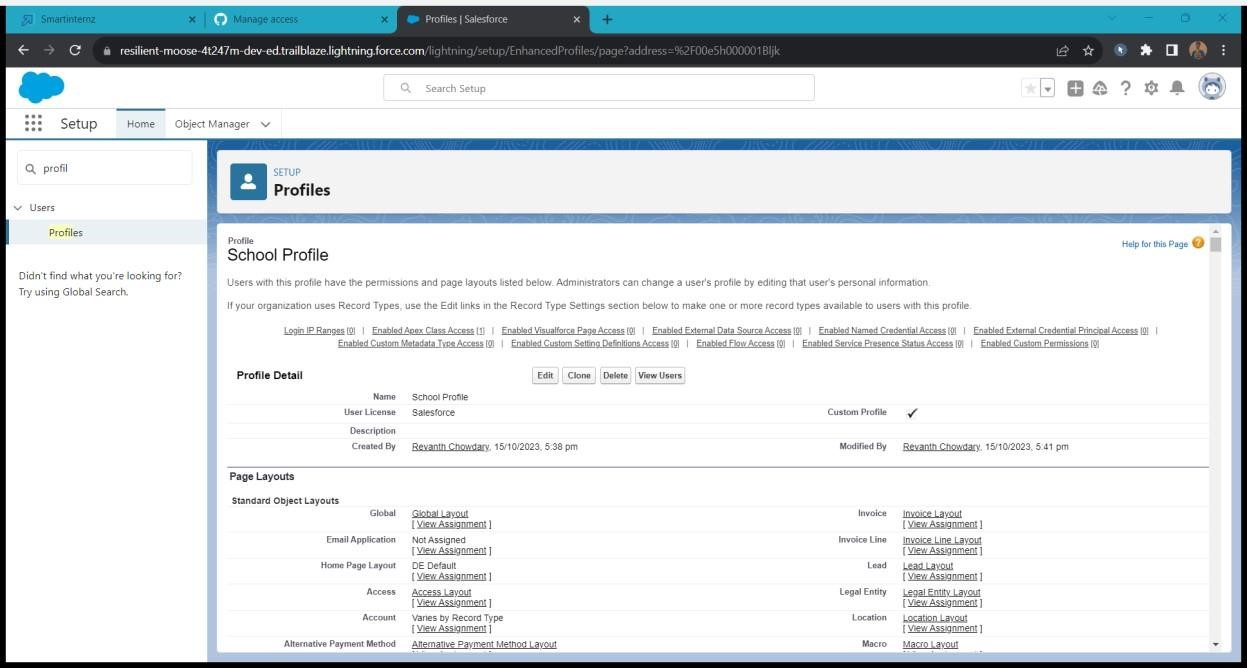 Smartinternz
Manage access
Profiles | Salesforce
resilient-moose-4t247m-dev-ed.trailblaze.lightning.force.com/lightning/setup/EnhancedProfiles/page?address=%2F00e5h000001Bljk
Search Setup
Setup Home Object Manager
profil
Users
Profiles
Didn't find what you're looking for?
Try using Global Search.
SETUP
Profiles
Profile
School Profile
Help for this Page
Users with this profile have the permissions and page layouts listed below. Administrators can change a user's profile by editing that user's personal information.
If your organization uses Record Types, use the Edit links in the Record Type Settings section below to make one or more record types available to users with this profile.
Login IP Ranges [0] | Enabled Apex Class Access [1] | Enabled Visualforce Page Access [0] | Enabled External Data Source Access [0] | Enabled Named Credential Access [0] | Enabled External Credential Principal Access [0] |
Enabled Custom Metadata Type Access [0] | Enabled Custom Setting Definitions Access [0] | Enabled Flow Access [0] | Enabled Service Presence Status Access [0] | Enabled Custom Permissions [0]
Profile Detail Edit Clone Delete View Users
Name School Profile
User License Salesforce Custom Profile ✓
Description
Created By Revanth Chowdary, 15/10/2023, 5:38 pm Modified By Revanth Chowdary, 15/10/2023, 5:41 pm
Page Layouts
Standard Object Layouts
Global Global Layout Invoice Invoice Layout
[ View Assignment ] [ View Assignment ]
Email Application Not Assigned Invoice Line Invoice Line Layout
[ View Assignment ] [ View Assignment ]
Home Page Layout DE Default Lead Lead Layout
[ View Assignment ] [ View Assignment ]
Access Access Layout Legal Entity Legal Entity Layout
[ View Assignment ] [ View Assignment ]
Account Varies by Record Type Location Location Layout
[ View Assignment ] [ View Assignment ]
Alternative Payment Method Alternative Payment Method Layout Macro Macro Layout